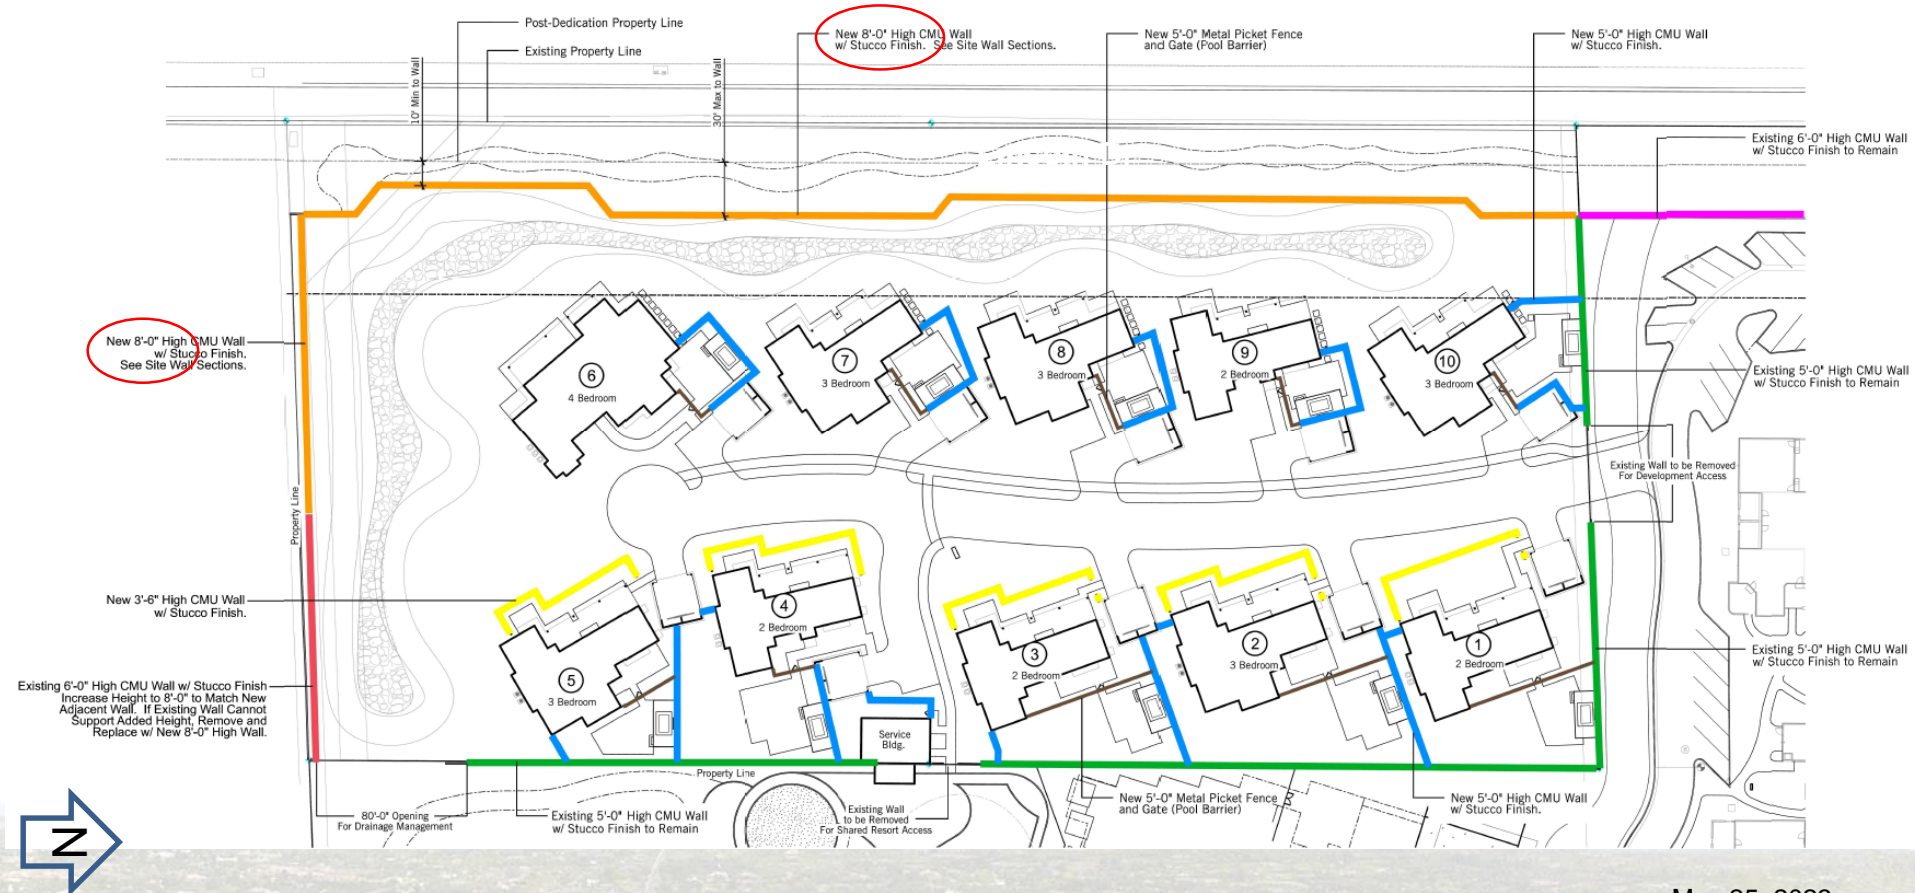 Post-Dedication Property Line
Existing Property Line
New 8'-0" High CMU Wall
w/ Stucco Finish. See Site Wall Sections.
New 5'-0" Metal Picket Fence
and Gate (Pool Barrier)
New 5'-0" High CMU Wall
w/ Stucco Finish.
10' Min to Wall
30' Max to Wall
Existing 6'-0" High CMU Wall
w/ Stucco Finish to Remain
New 8'-0" High CMU Wall
w/ Stucco Finish.
See Site Wall Sections.
6
4 Bedroom
7
3 Bedroom
8
3 Bedroom
9
2 Bedroom
10
3 Bedroom
Existing 5'-0" High CMU Wall
w/ Stucco Finish to Remain
Existing Wall to be Removed
For Development Access
Property Line
New 3'-6" High CMU Wall
w/ Stucco Finish.
5
3 Bedroom
4
2 Bedroom
3
2 Bedroom
2
3 Bedroom
1
2 Bedroom
Existing 5'-0" High CMU Wall
w/ Stucco Finish to Remain
Existing 6'-0" High CMU Wall w/ Stucco Finish
Increase Height to 8'-0" to Match New
Adjacent Wall. If Existing Wall Cannot
Support Added Height, Remove and
Replace w/ New 8'-0" High Wall.
Service
Bldg.
Property Line
80'-0" Opening
For Drainage Management
Existing 5'-0" High CMU Wall
w/ Stucco Finish to Remain
Existing Wall
to be Removed
For Shared Resort Access
New 5'-0" Metal Picket Fence
and Gate (Pool Barrier)
New 5'-0" High CMU Wall
w/ Stucco Finish.
N